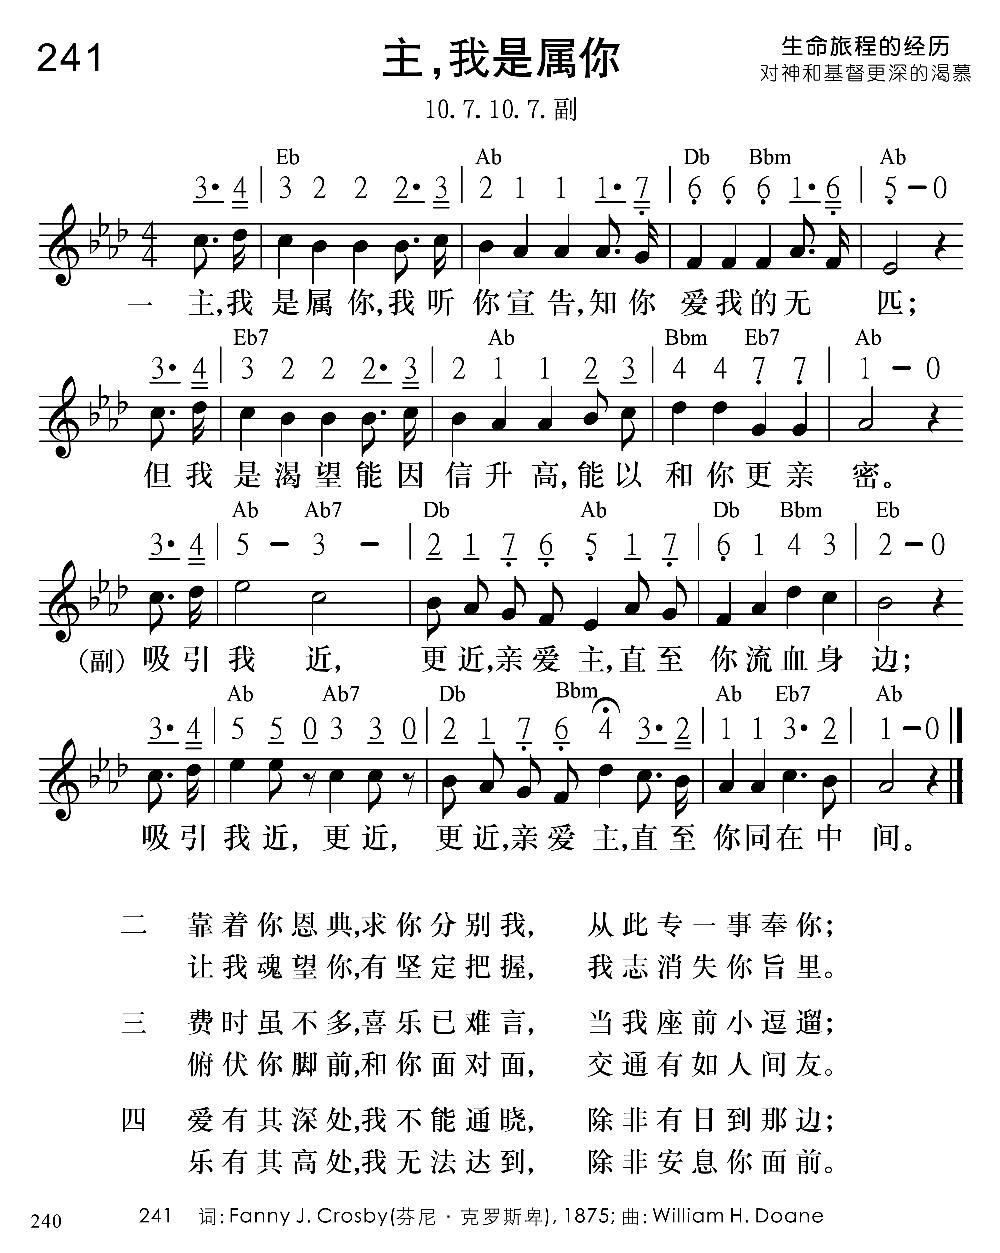 241
主，我是属你
生命旅程的经历
对神和基督更深的渴慕
10. 7. 10. 7. 副
Eb Ab Db Bbm Ab
3· 4 | 3 2 2 2· 3 | 2 1 1 1· 7 | 6 6 6 1· 6 | 5 – 0
4
4
一 主,我 是 属 你,我 听 你 宣 告,知 你 爱 我 的 无 匹;
Eb7 Ab Bbm Eb7 Ab
3· 4 | 3 2 2 2· 3 | 2 1 1 2 3 | 4 4 7 7 | 1 – 0
但 我 是 渴 望 能 因 信 升 高,能 以 和 你 更 亲 密。
Ab Ab7 Db Ab Db Bbm Eb
3· 4 | 5 – 3 – | 2 1 7 6 5 1 7 | 6 1 4 3 | 2 – 0
(副) 吸 引 我 近, 更 近,亲 爱 主,直 至 你 流 血 身 边;
Ab Ab7 Db Bbm Ab Eb7 Ab
3· 4 | 5 5 0 3 3 0 | 2 1 7 6 4 3· 2 | 1 1 3· 2 | 1 – 0
吸 引 我 近, 更 近, 更 近,亲 爱 主,直 至 你 同 在 中 间。
二 靠着你恩典,求你分别我, 从此专一事奉你;
让我魂望你,有坚定把握, 我志消失你旨里。
三 费时虽不多,喜乐已难言, 当我座前小逗遛;
俯伏你脚前,和你面对面, 交通有如人间友。
四 爱有其深处,我不能通晓, 除非有日到那边;
乐有其高处,我无法达到, 除非安息你面前。
240 241 词: Fanny J. Crosby(芬尼·克罗斯卑), 1875; 曲: William H. Doane